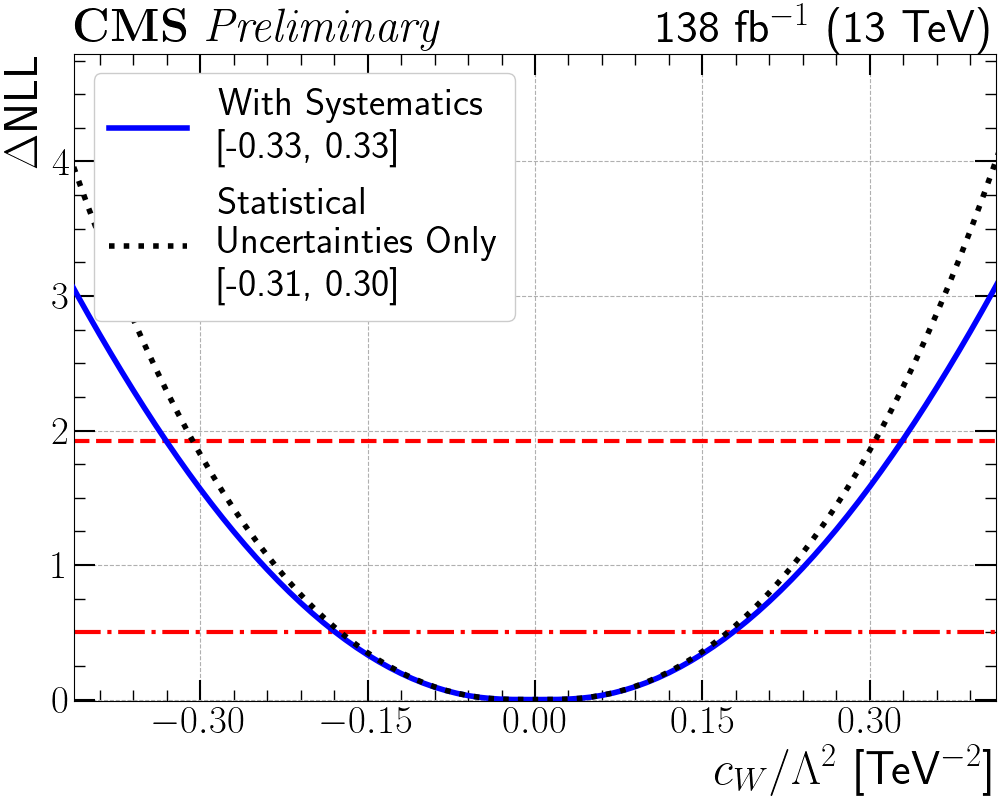 CMS Preliminary
138 fb⁻¹ (13 TeV)
ΔNLL
With Systematics
[-0.33, 0.33]
Statistical
Uncertainties Only
[-0.31, 0.30]
4
3
2
1
0
−0.30 −0.15 0.00 0.15 0.30
c_W/Λ² [TeV⁻²]